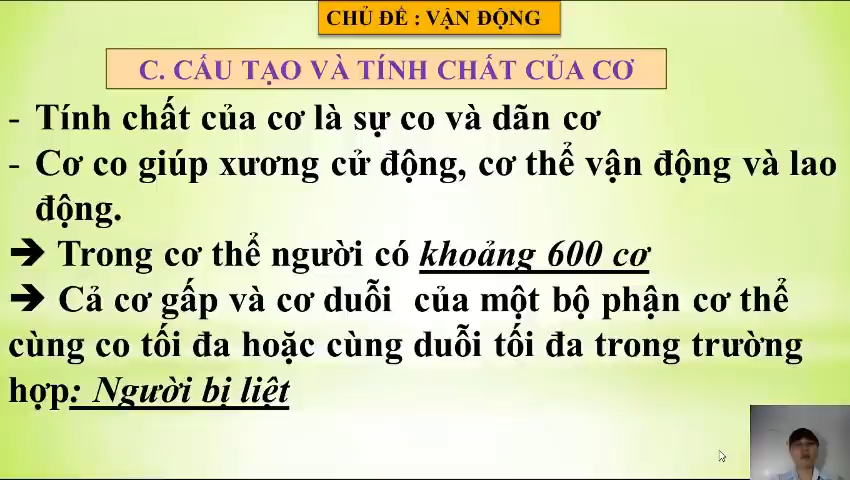 CHỦ ĐỀ : VẬN ĐỘNG
C. CẤU TẠO VÀ TÍNH CHẤT CỦA CƠ
- Tính chất của cơ là sự co và dãn cơ
- Cơ co giúp xương cử động, cơ thể vận động và lao
động.
➔ Trong cơ thể người có khoảng 600 cơ
➔ Cả cơ gấp và cơ duỗi của một bộ phận cơ thể
cùng co tối đa hoặc cùng duỗi tối đa trong trường
hợp: Người bị liệt